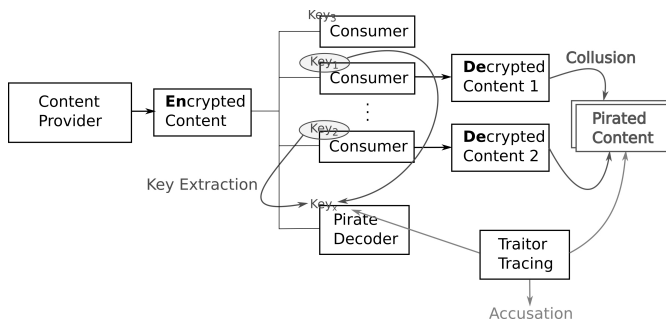 Key3
Consumer
Key1
Consumer
Decrypted
Content 1
Collusion
Content
Provider
Encrypted
Content
⋮
Pirated
Content
Key2
Consumer
Decrypted
Content 2
Key Extraction
Keyx
Pirate
Decoder
Traitor
Tracing
Accusation